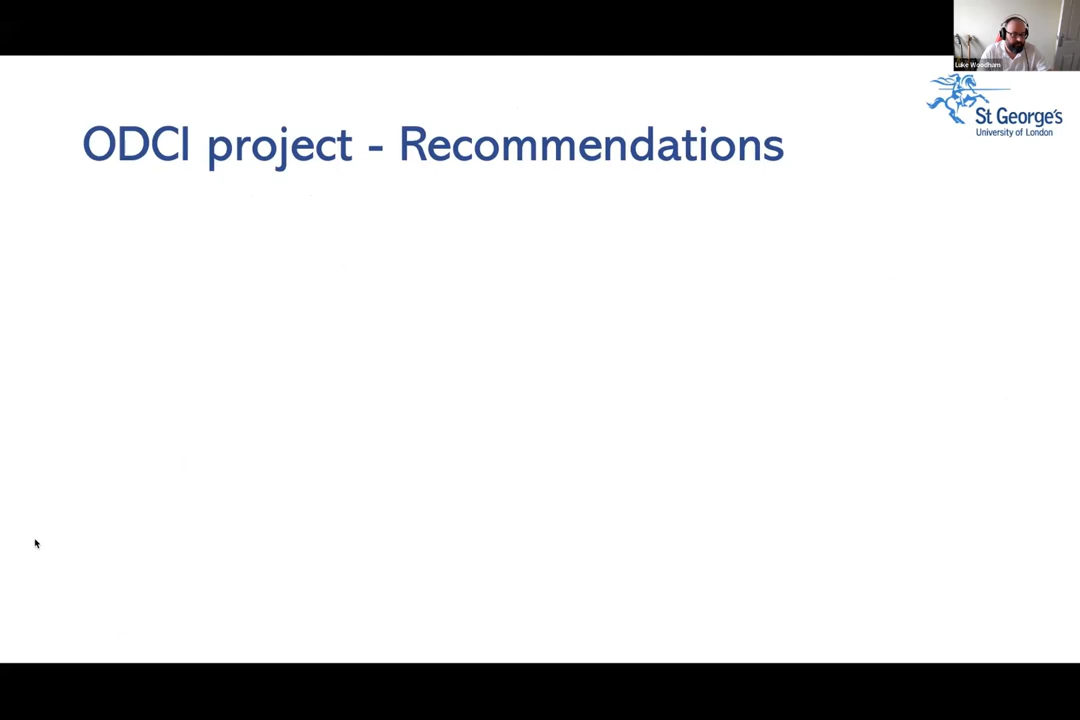 Luke Woodham
St George's
University of London
ODCI project - Recommendations